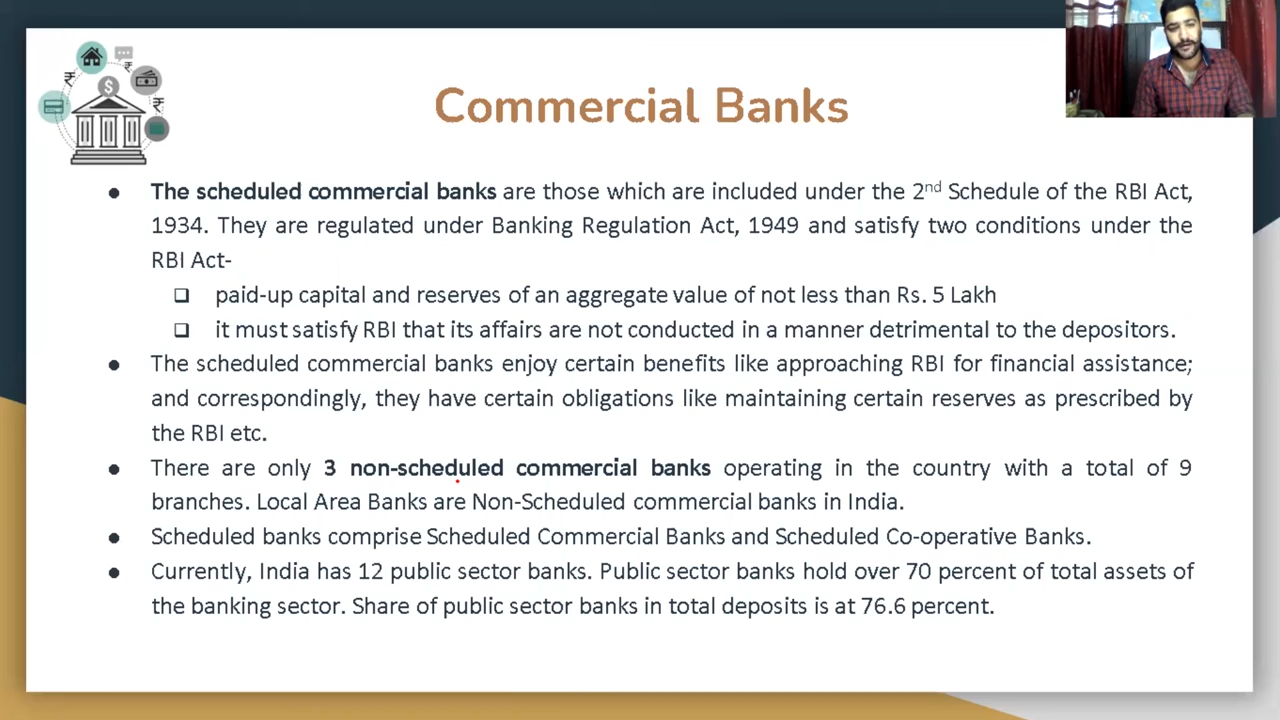 Commercial Banks
● The scheduled commercial banks are those which are included under the 2nd Schedule of the RBI Act,
1934. They are regulated under Banking Regulation Act, 1949 and satisfy two conditions under the
RBI Act-
❑ paid-up capital and reserves of an aggregate value of not less than Rs. 5 Lakh
❑ it must satisfy RBI that its affairs are not conducted in a manner detrimental to the depositors.
● The scheduled commercial banks enjoy certain benefits like approaching RBI for financial assistance;
and correspondingly, they have certain obligations like maintaining certain reserves as prescribed by
the RBI etc.
● There are only 3 non-scheduled commercial banks operating in the country with a total of 9
branches. Local Area Banks are Non-Scheduled commercial banks in India.
● Scheduled banks comprise Scheduled Commercial Banks and Scheduled Co-operative Banks.
● Currently, India has 12 public sector banks. Public sector banks hold over 70 percent of total assets of
the banking sector. Share of public sector banks in total deposits is at 76.6 percent.